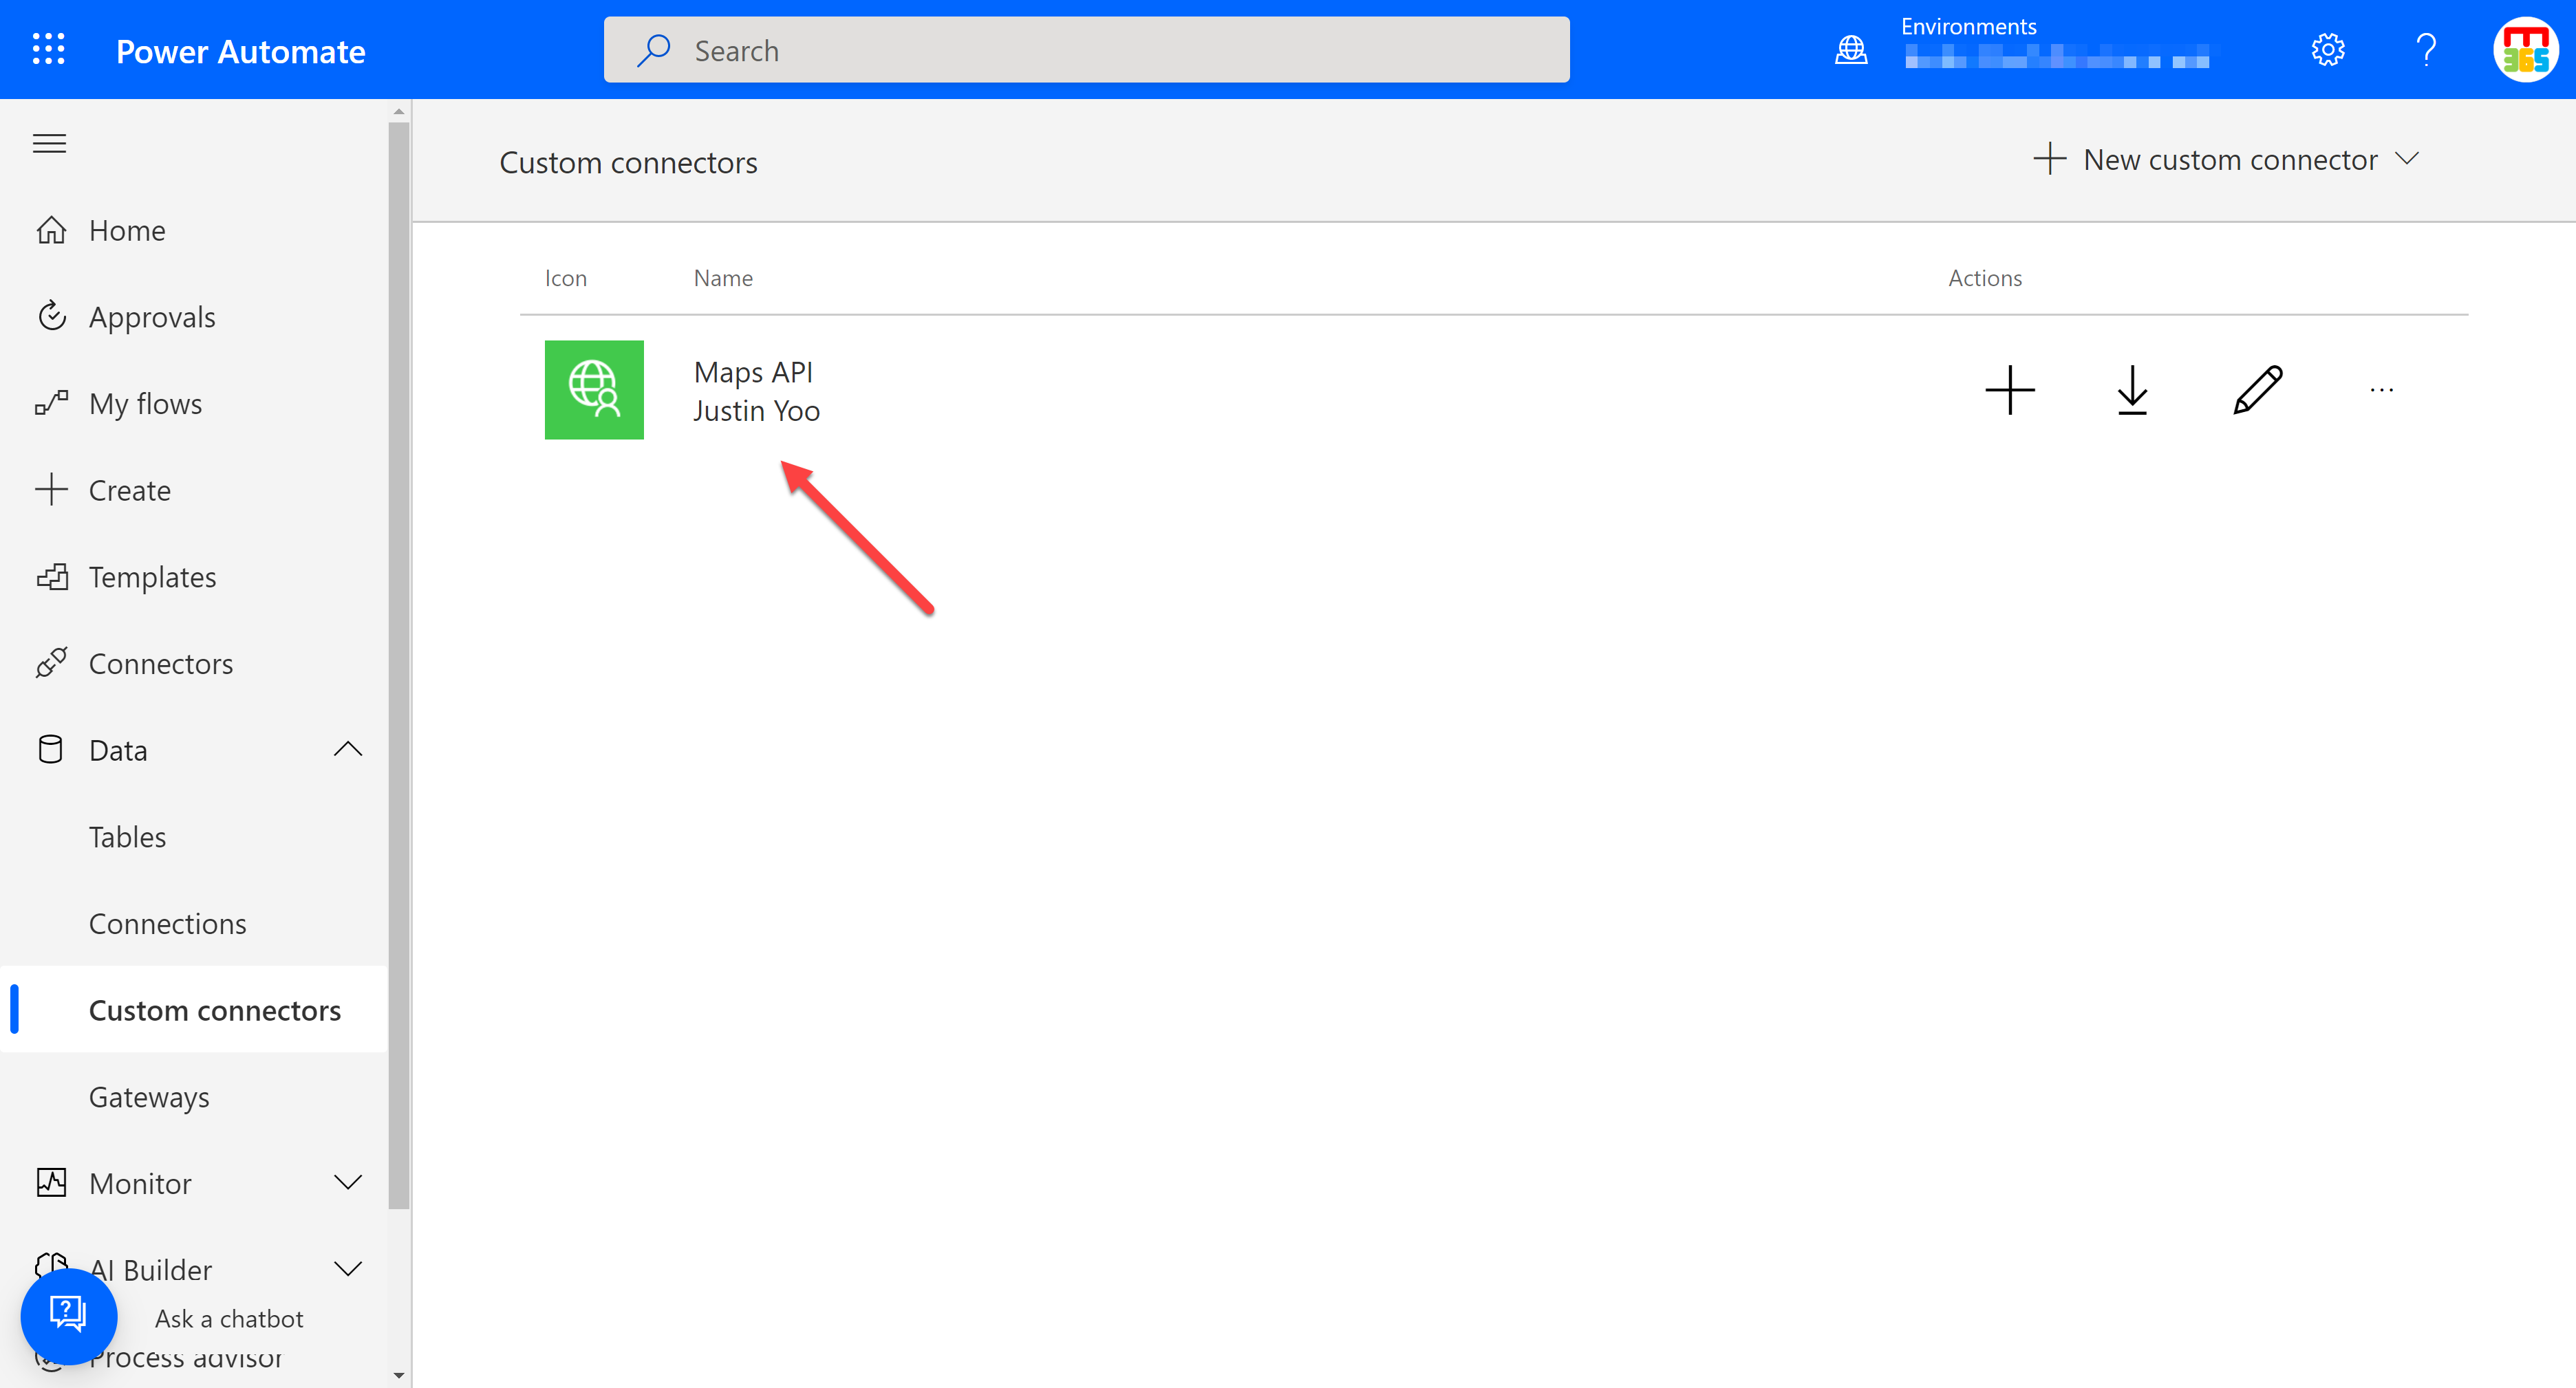 Power Automate
Search
Environments
M
365
Custom connectors
New custom connector
Home
Approvals
My flows
Create
Templates
Connectors
Data
Tables
Connections
Custom connectors
Gateways
Monitor
AI Builder
Ask a chatbot
Process advisor
Icon Name Actions
Maps API
Justin Yoo